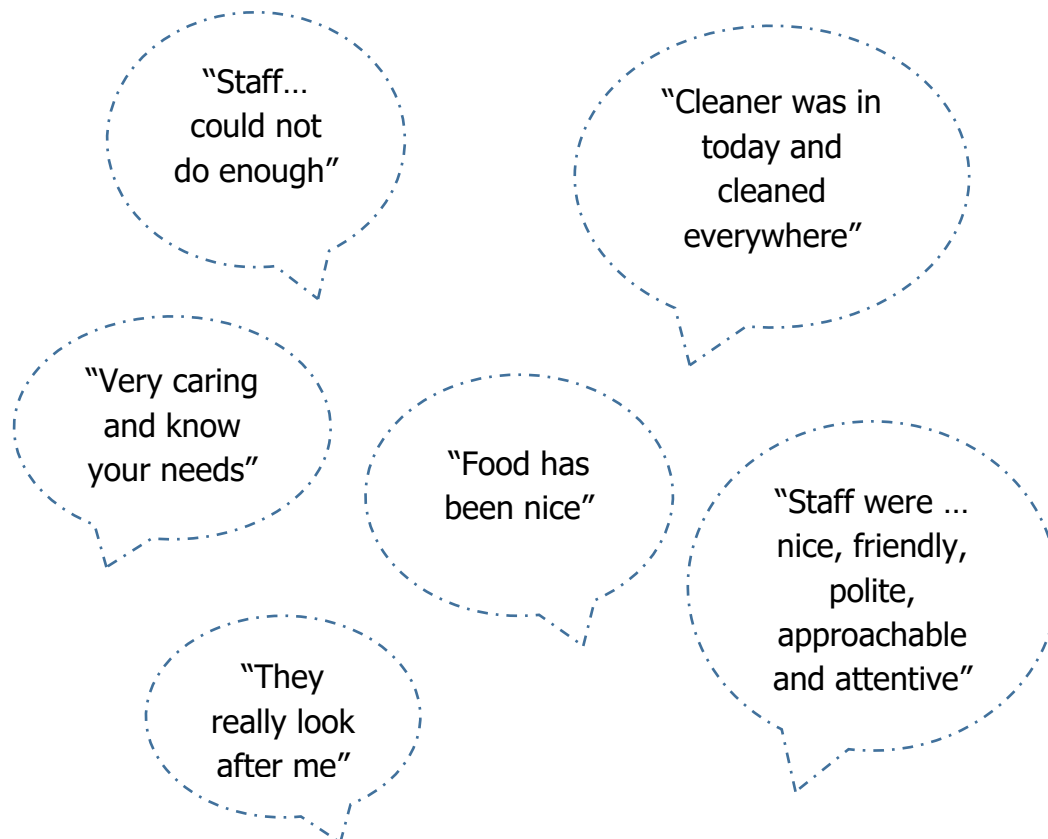 “Staff…
could not
do enough”
“Cleaner was in
today and
cleaned
everywhere”
“Very caring
and know
your needs”
“Food has
been nice”
“Staff were …
nice, friendly,
polite,
approachable
and attentive”
“They
really look
after me”